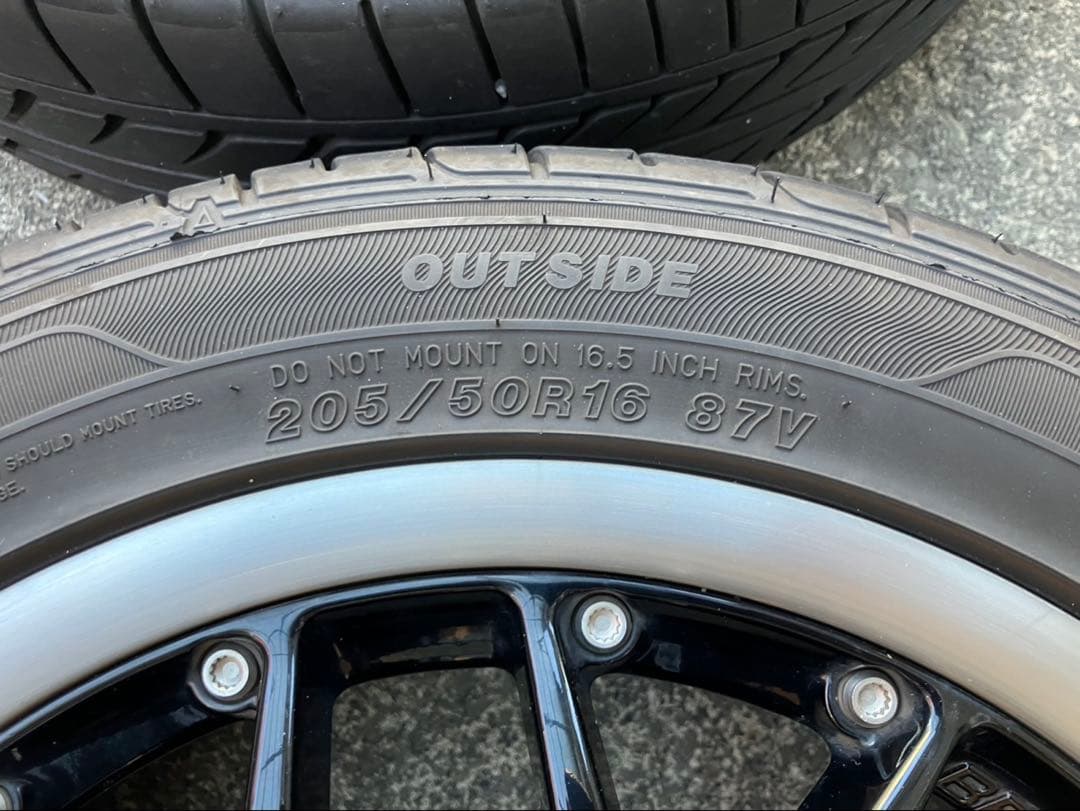 OUTSIDE
DO NOT MOUNT ON 16.5 INCH RIMS.
205/50R16 87V
SHOULD MOUNT TIRES.